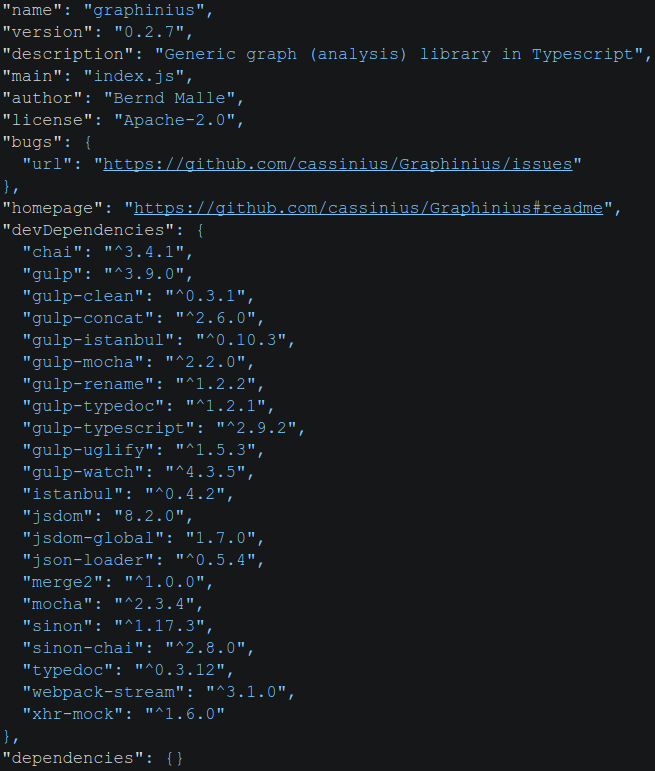 "name": "graphinius",
"version": "0.2.7",
"description": "Generic graph (analysis) library in Typescript",
"main": "index.js",
"author": "Bernd Malle",
"license": "Apache-2.0",
"bugs": {
  "url": "https://github.com/cassinius/Graphinius/issues"
},
"homepage": "https://github.com/cassinius/Graphinius#readme",
"devDependencies": {
  "chai": "^3.4.1",
  "gulp": "^3.9.0",
  "gulp-clean": "^0.3.1",
  "gulp-concat": "^2.6.0",
  "gulp-istanbul": "^0.10.3",
  "gulp-mocha": "^2.2.0",
  "gulp-rename": "^1.2.2",
  "gulp-typedoc": "^1.2.1",
  "gulp-typescript": "^2.9.2",
  "gulp-uglify": "^1.5.3",
  "gulp-watch": "^4.3.5",
  "istanbul": "^0.4.2",
  "jsdom": "8.2.0",
  "jsdom-global": "1.7.0",
  "json-loader": "^0.5.4",
  "merge2": "^1.0.0",
  "mocha": "^2.3.4",
  "sinon": "^1.17.3",
  "sinon-chai": "^2.8.0",
  "typedoc": "^0.3.12",
  "webpack-stream": "^3.1.0",
  "xhr-mock": "^1.6.0"
},
"dependencies": {}